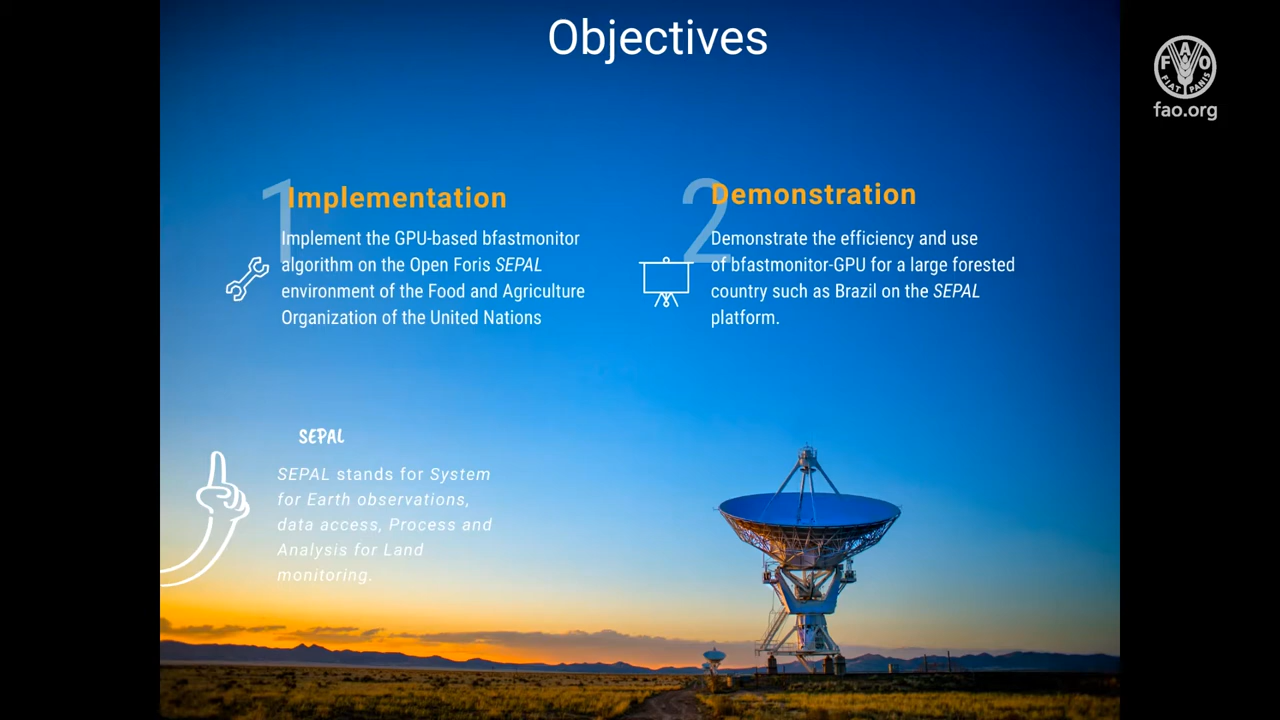 Objectives
FAO
FIAT PANIS
fao.org
1
Implementation
Implement the GPU-based bfastmonitor
algorithm on the Open Foris SEPAL
environment of the Food and Agriculture
Organization of the United Nations
2
Demonstration
Demonstrate the efficiency and use
of bfastmonitor-GPU for a large forested
country such as Brazil on the SEPAL
platform.
SEPAL
SEPAL stands for System
for Earth observations,
data access, Process and
Analysis for Land
monitoring.